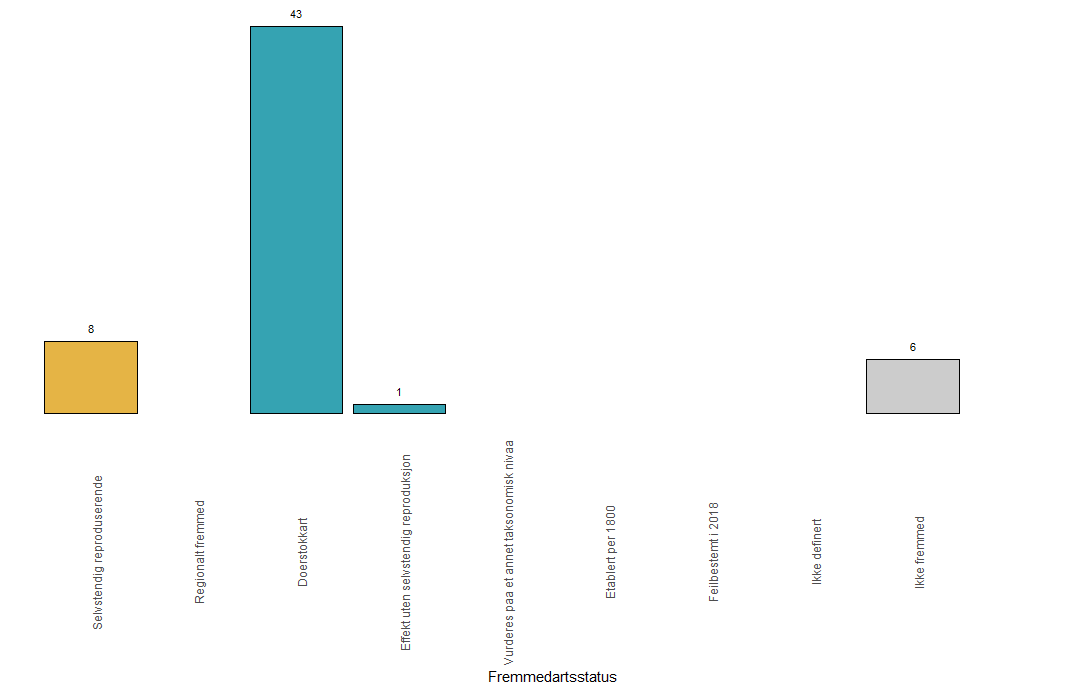 43
8
6
1
Selvstendig reproduserende
Regionalt fremmed
Doerstokkart
Effekt uten selvstendig reproduksjon
Vurderes paa et annet taksonomisk nivaa
Etablert per 1800
Feilbestemt i 2018
Ikke definert
Ikke fremmed
Fremmedartsstatus